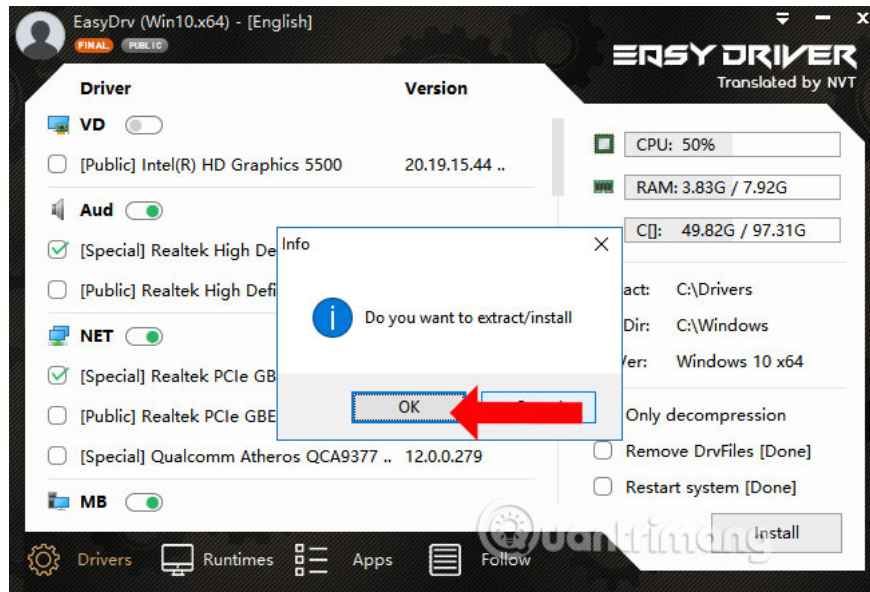 EasyDrv (Win10.x64) - [English]
FINAL PUBLIC
EASY DRIVER
Translated by NVT
Driver Version
VD
[Public] Intel(R) HD Graphics 5500 20.19.15.44 ..
Aud
[Special] Realtek High De
[Public] Realtek High Defi
NET
[Special] Realtek PCIe GB
[Public] Realtek PCIe GBE
[Special] Qualcomm Atheros QCA9377 .. 12.0.0.279
MB
CPU: 50%
RAM: 3.83G / 7.92G
C[]: 49.82G / 97.31G
act: C:\Drivers
Dir: C:\Windows
Ver: Windows 10 x64
Only decompression
Remove DrvFiles [Done]
Restart system [Done]
Install
Info
Do you want to extract/install
OK
Drivers Runtimes Apps Follow
Quantrimang